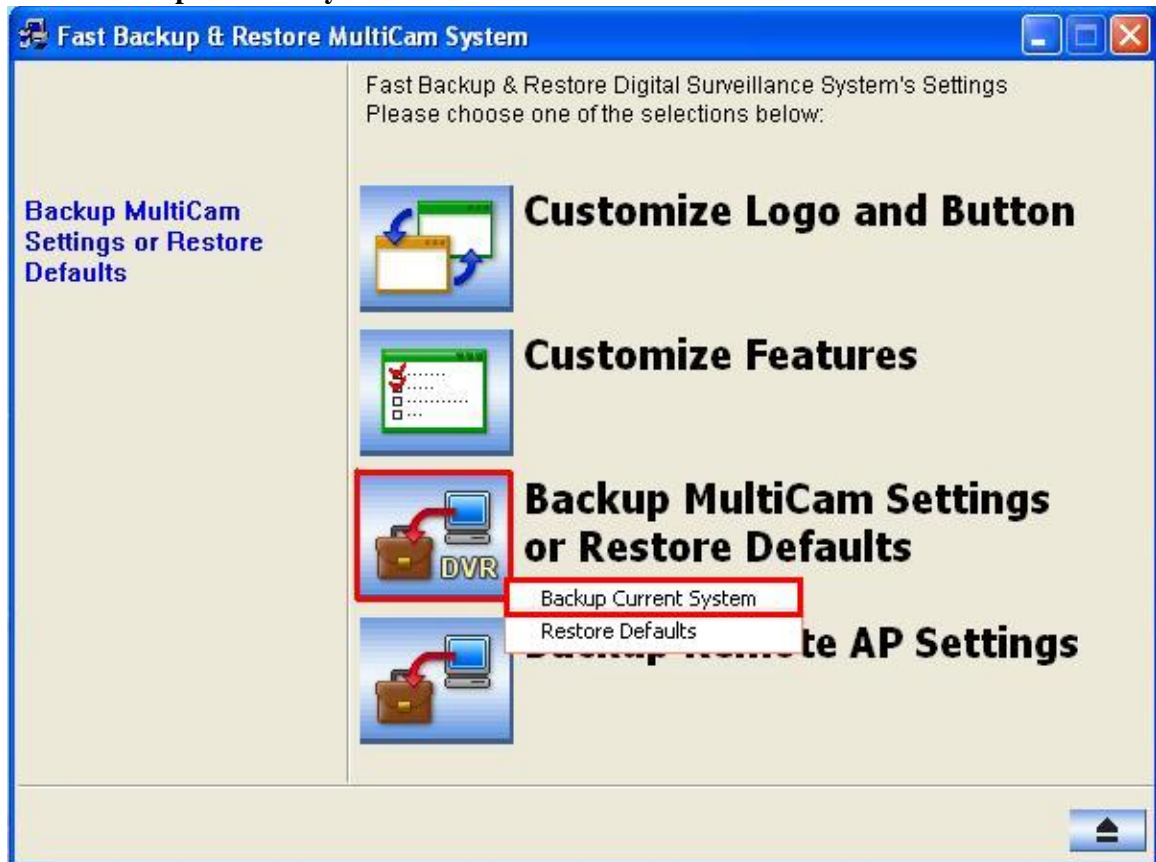 Fast Backup & Restore MultiCam System
Fast Backup & Restore Digital Surveillance System's Settings
Please choose one of the selections below:
Backup MultiCam
Settings or Restore
Defaults
Customize Logo and Button
Customize Features
Backup MultiCam Settings
or Restore Defaults
DVR
Backup Current System
Restore Defaults
te AP Settings